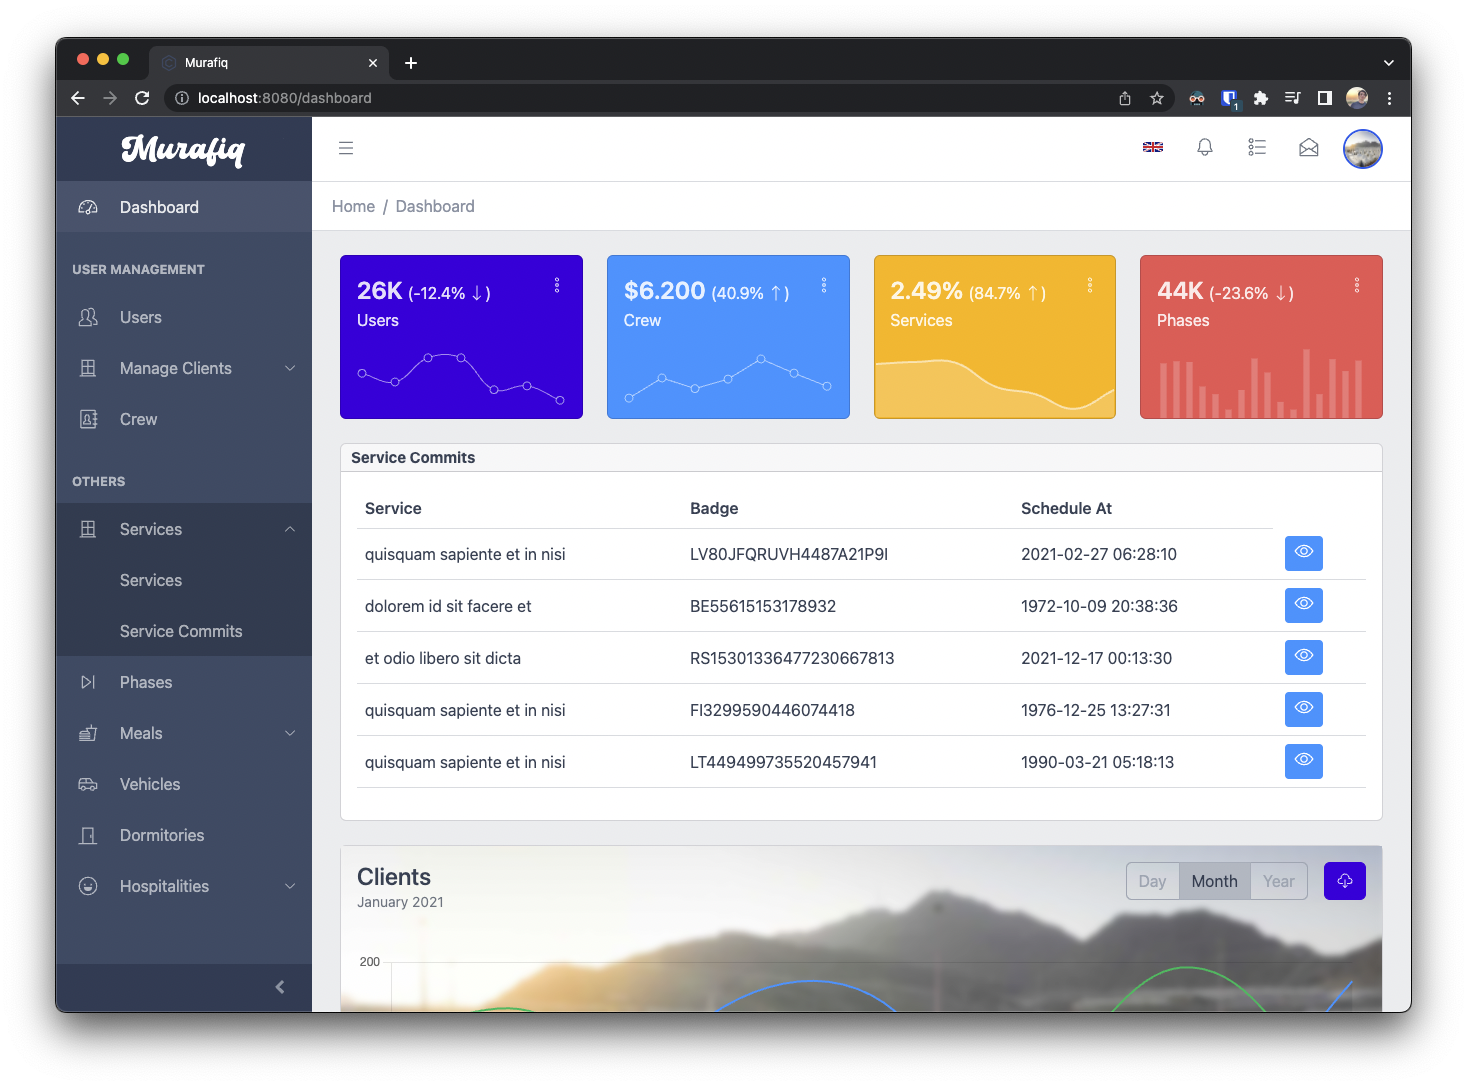 Murafiq
localhost:8080/dashboard
1
Murafiq
Dashboard
USER MANAGEMENT
Users
Manage Clients
Crew
OTHERS
Services
Services
Service Commits
Phases
Meals
Vehicles
Dormitories
Hospitalities
Home / Dashboard
26K (-12.4% ↓)
Users
$6.200 (40.9% ↑)
Crew
2.49% (84.7% ↑)
Services
44K (-23.6% ↓)
Phases
Service Commits
Service Badge Schedule At
quisquam sapiente et in nisi LV80JFQRUVH4487A21P9I 2021-02-27 06:28:10
dolorem id sit facere et BE55615153178932 1972-10-09 20:38:36
et odio libero sit dicta RS15301336477230667813 2021-12-17 00:13:30
quisquam sapiente et in nisi FI3299590446074418 1976-12-25 13:27:31
quisquam sapiente et in nisi LT449499735520457941 1990-03-21 05:18:13
Clients
January 2021
Day Month Year
200